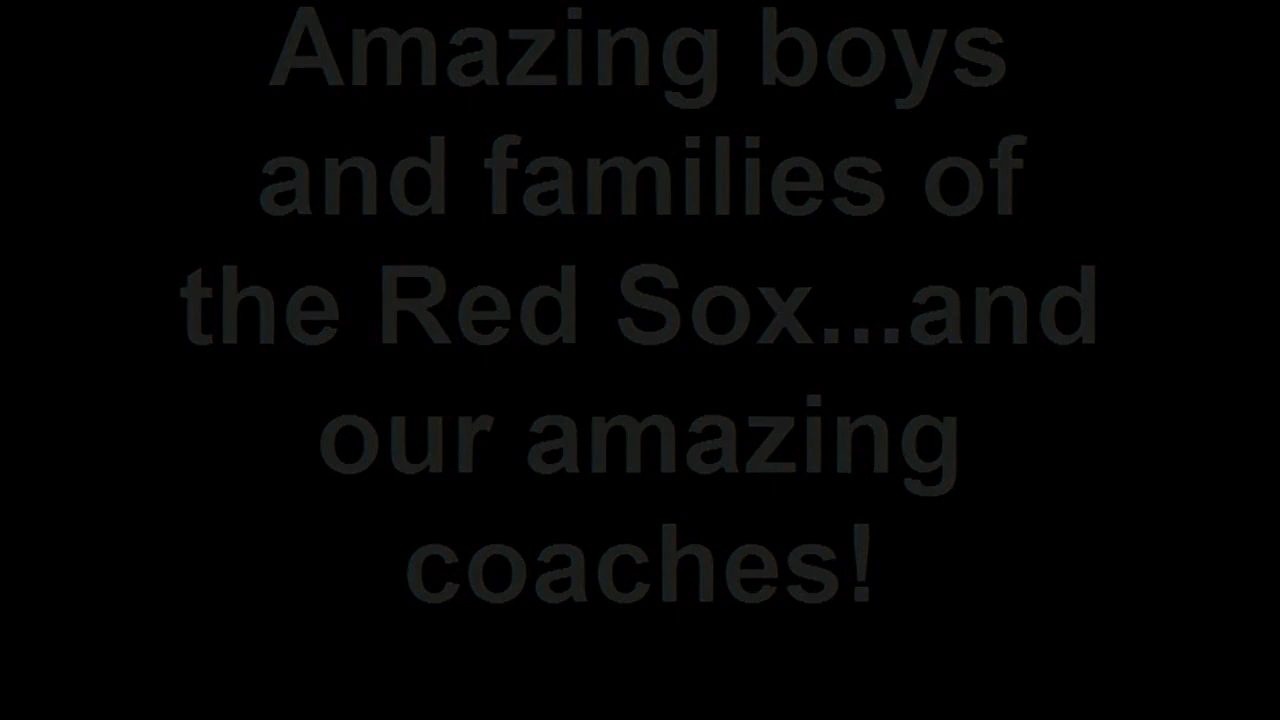 Amazing boys
and families of
the Red Sox...and
our amazing
coaches!